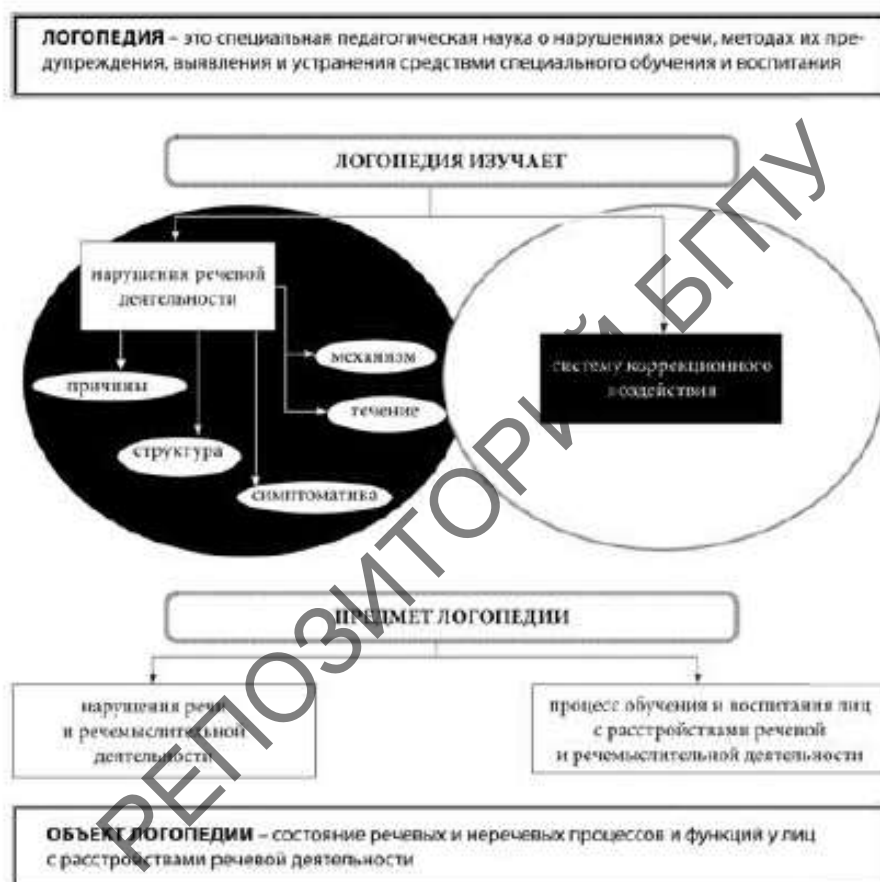 ЛОГОПЕДИЯ – это специальная педагогическая наука о нарушениях речи, методах их пре-
дупреждения, выявления и устранения средствами специального обучения и воспитания
ЛОГОПЕДИЯ ИЗУЧАЕТ
нарушения речевой
деятельности
механизм
причины
течение
структура
симптоматика
систему коррекционного
воздействия
ПРЕДМЕТ ЛОГОПЕДИИ
нарушения речи
и речемыслительной
деятельности
процесс обучения и воспитания лиц
с расстройствами речевой
и речемыслительной деятельности
ОБЪЕКТ ЛОГОПЕДИИ – состояние речевых и неречевых процессов и функций у лиц
с расстройствами речевой деятельности
РЕПОЗИТОРИЙ БГПУ